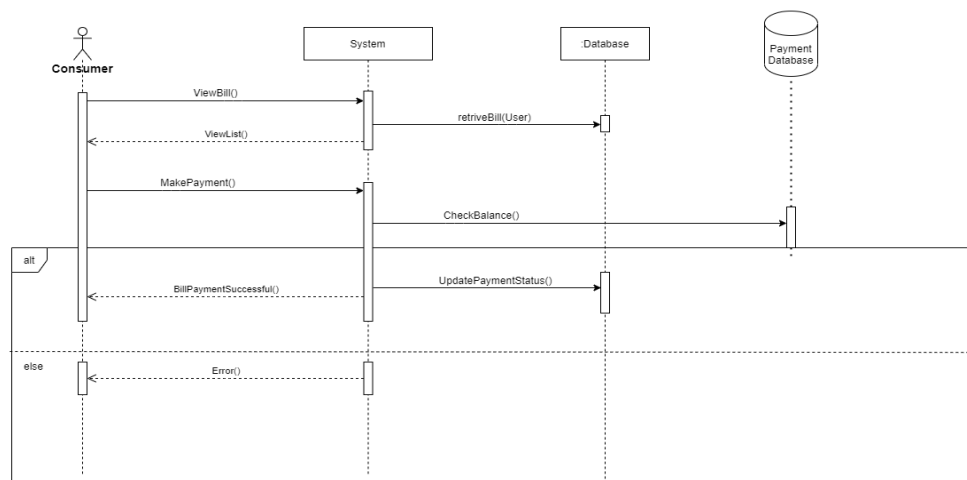 Consumer
System
:Database
Payment
Database
ViewBill()
retriveBill(User)
ViewList()
MakePayment()
CheckBalance()
alt
UpdatePaymentStatus()
BillPaymentSuccessful()
else
Error()